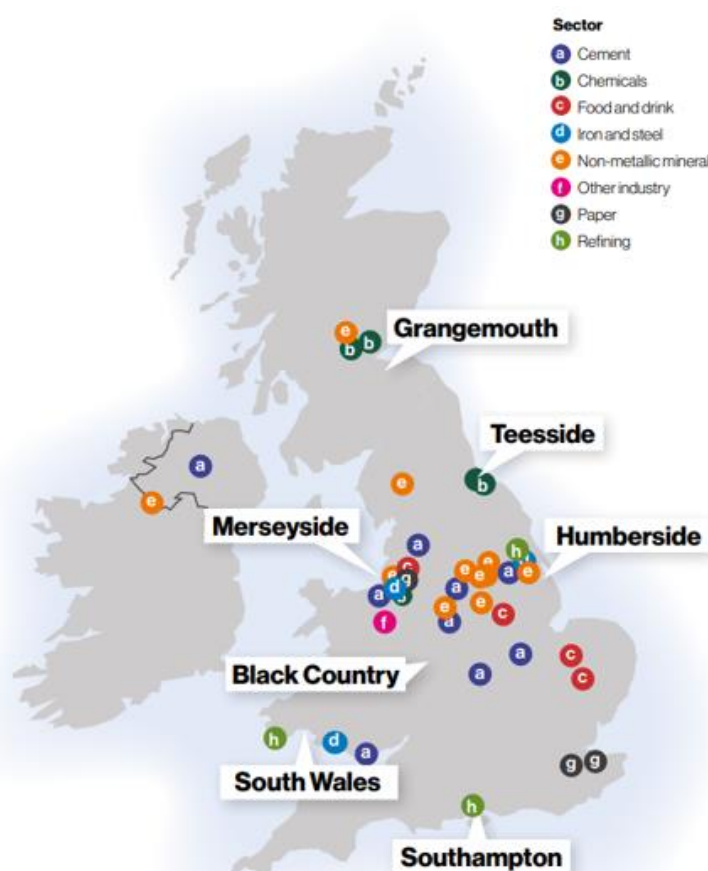 Sector
a Cement
b Chemicals
c Food and drink
d Iron and steel
e Non-metallic mineral
f Other industry
g Paper
h Refining
e
b b
Grangemouth
Teesside
a
b
e
e
Merseyside
Humberside
a
h
c
e
e
g
e
e
a
e
d
a
a
e
e
c
a
f
a
c
Black Country
a
c
h
d
a
g g
South Wales
h
Southampton